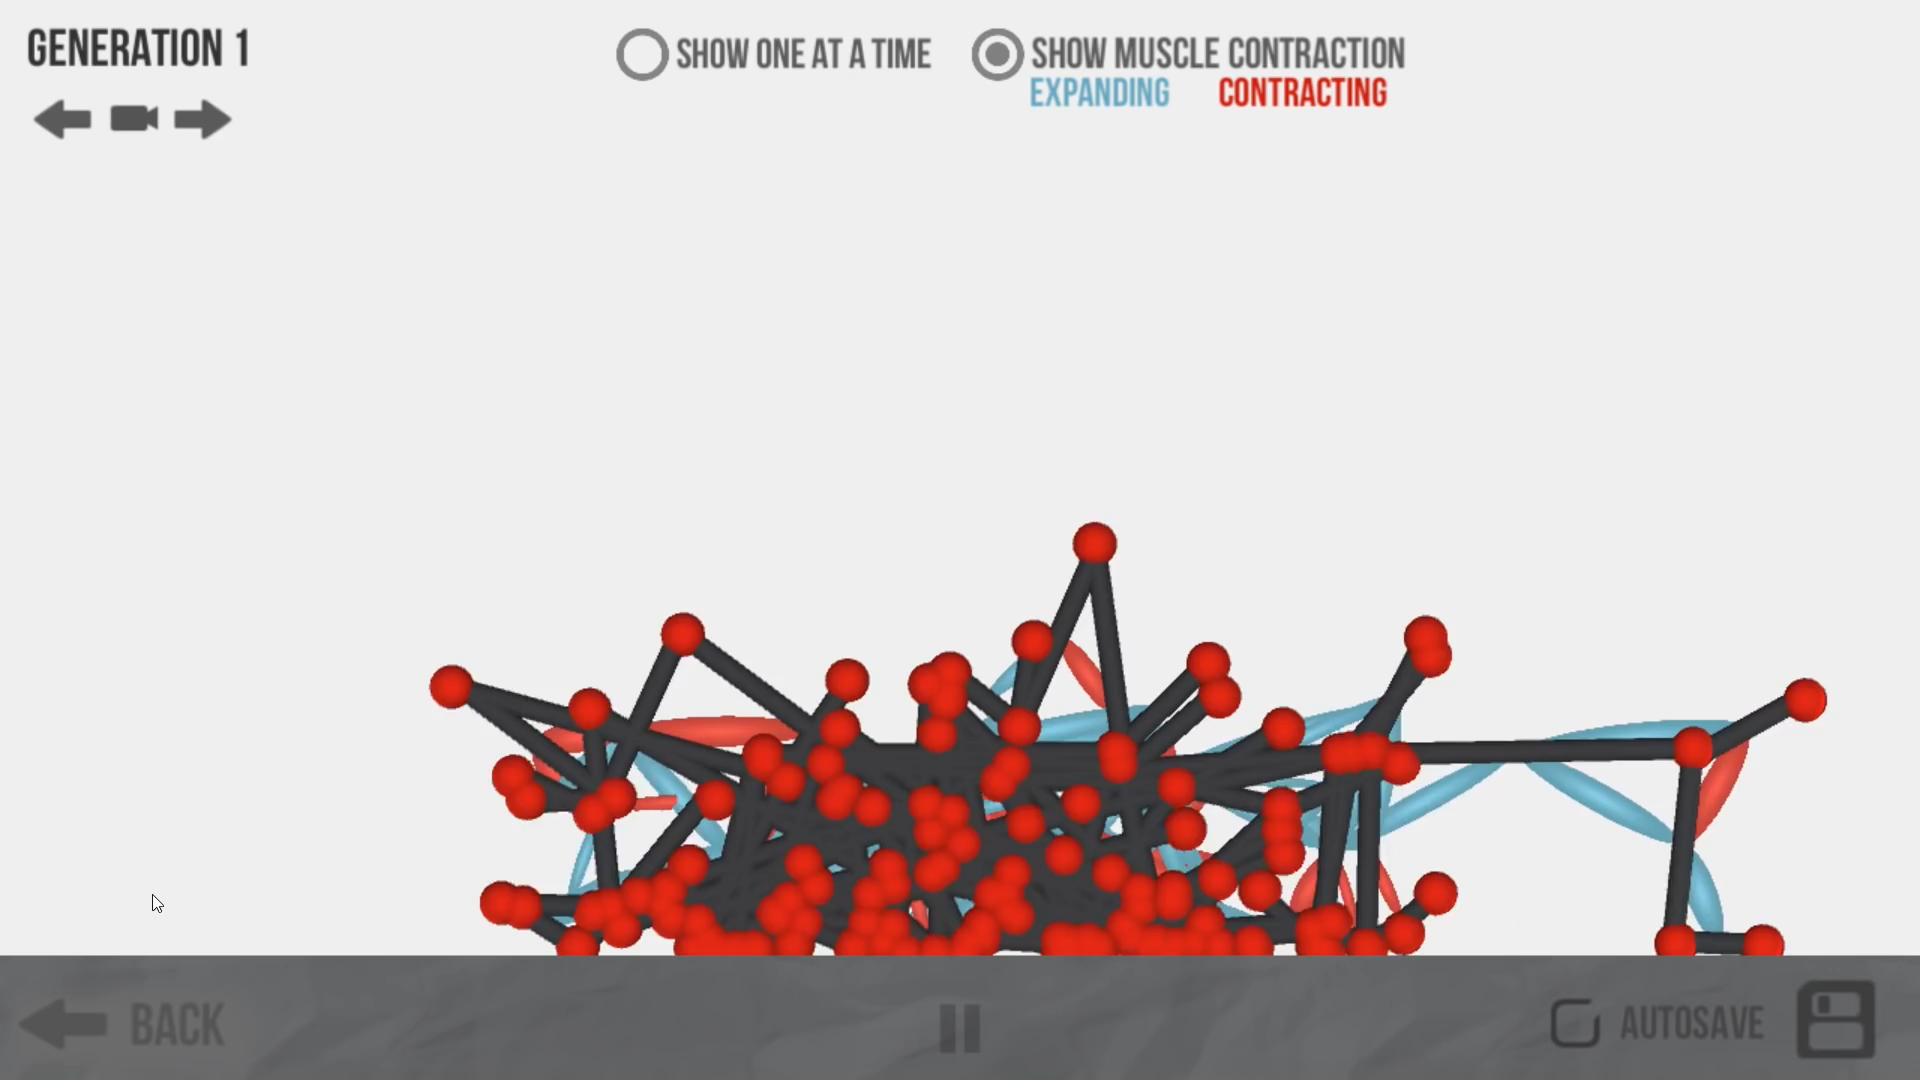 GENERATION 1
SHOW ONE AT A TIME
SHOW MUSCLE CONTRACTION
EXPANDING CONTRACTING
BACK
AUTOSAVE